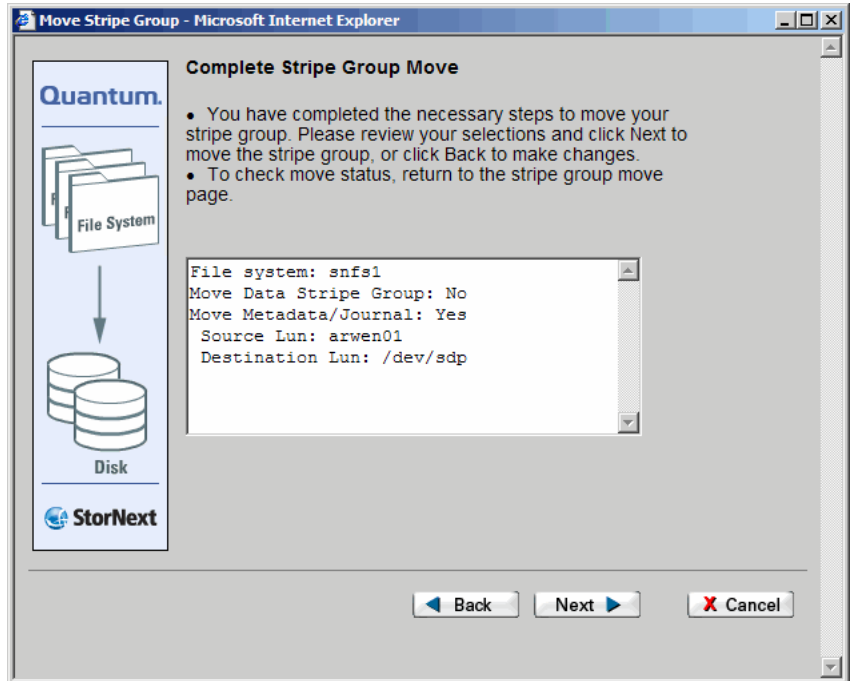 Move Stripe Group - Microsoft Internet Explorer
Quantum.
File System
Disk
StorNext
Complete Stripe Group Move
• You have completed the necessary steps to move your
stripe group. Please review your selections and click Next to
move the stripe group, or click Back to make changes.
• To check move status, return to the stripe group move
page.
File system: snfs1
Move Data Stripe Group: No
Move Metadata/Journal: Yes
Source Lun: arwen01
Destination Lun: /dev/sdp
Back
Next
X Cancel